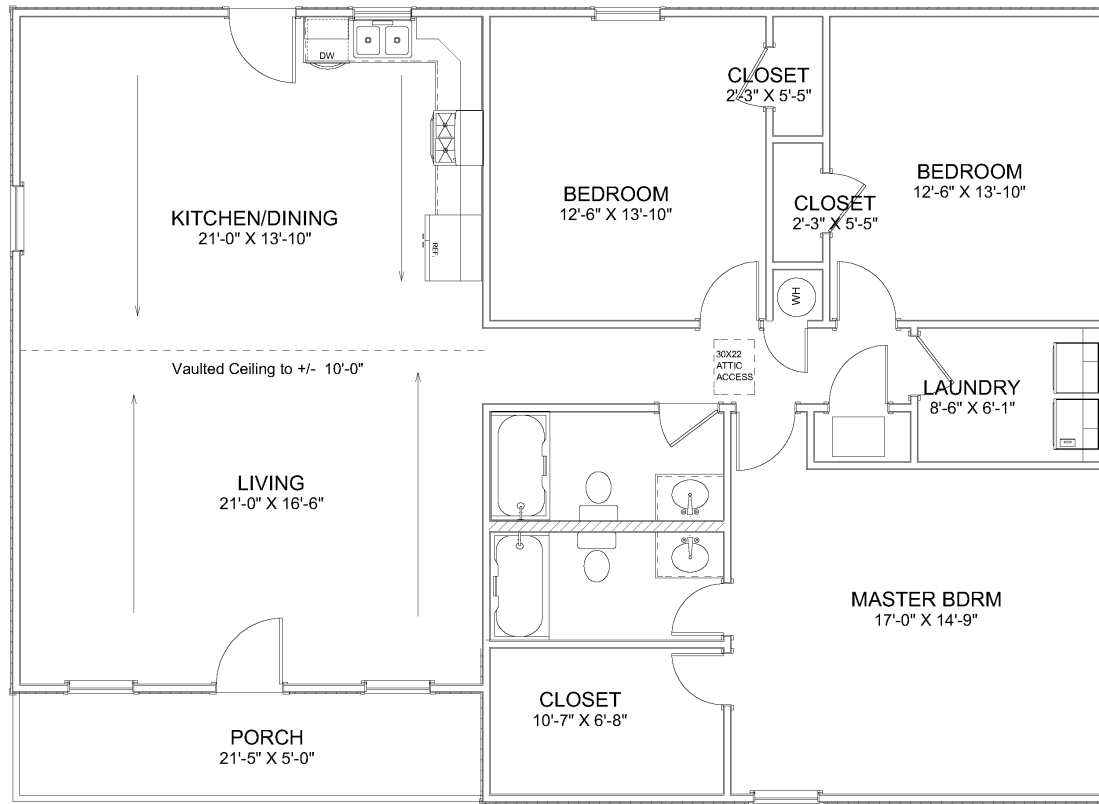 DW
CLOSET
2'-3" X 5'-5"
BEDROOM
12'-6" X 13'-10"
BEDROOM
12'-6" X 13'-10"
CLOSET
2'-3" X 5'-5"
KITCHEN/DINING
21'-0" X 13'-10"
REF.
WH
Vaulted Ceiling to +/- 10'-0"
30X22
ATTIC
ACCESS
LAUNDRY
8'-6" X 6'-1"
LIVING
21'-0" X 16'-6"
MASTER BDRM
17'-0" X 14'-9"
CLOSET
10'-7" X 6'-8"
PORCH
21'-5" X 5'-0"